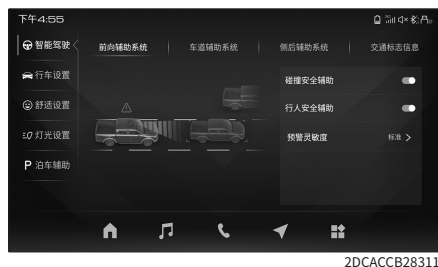 下午4:55
智能驾驶
前向辅助系统
车道辅助系统
侧后辅助系统
交通标志信息
行车设置
碰撞安全辅助
舒适设置
行人安全辅助
灯光设置
预警灵敏度
标准 >
P 泊车辅助
2DCACCB28311